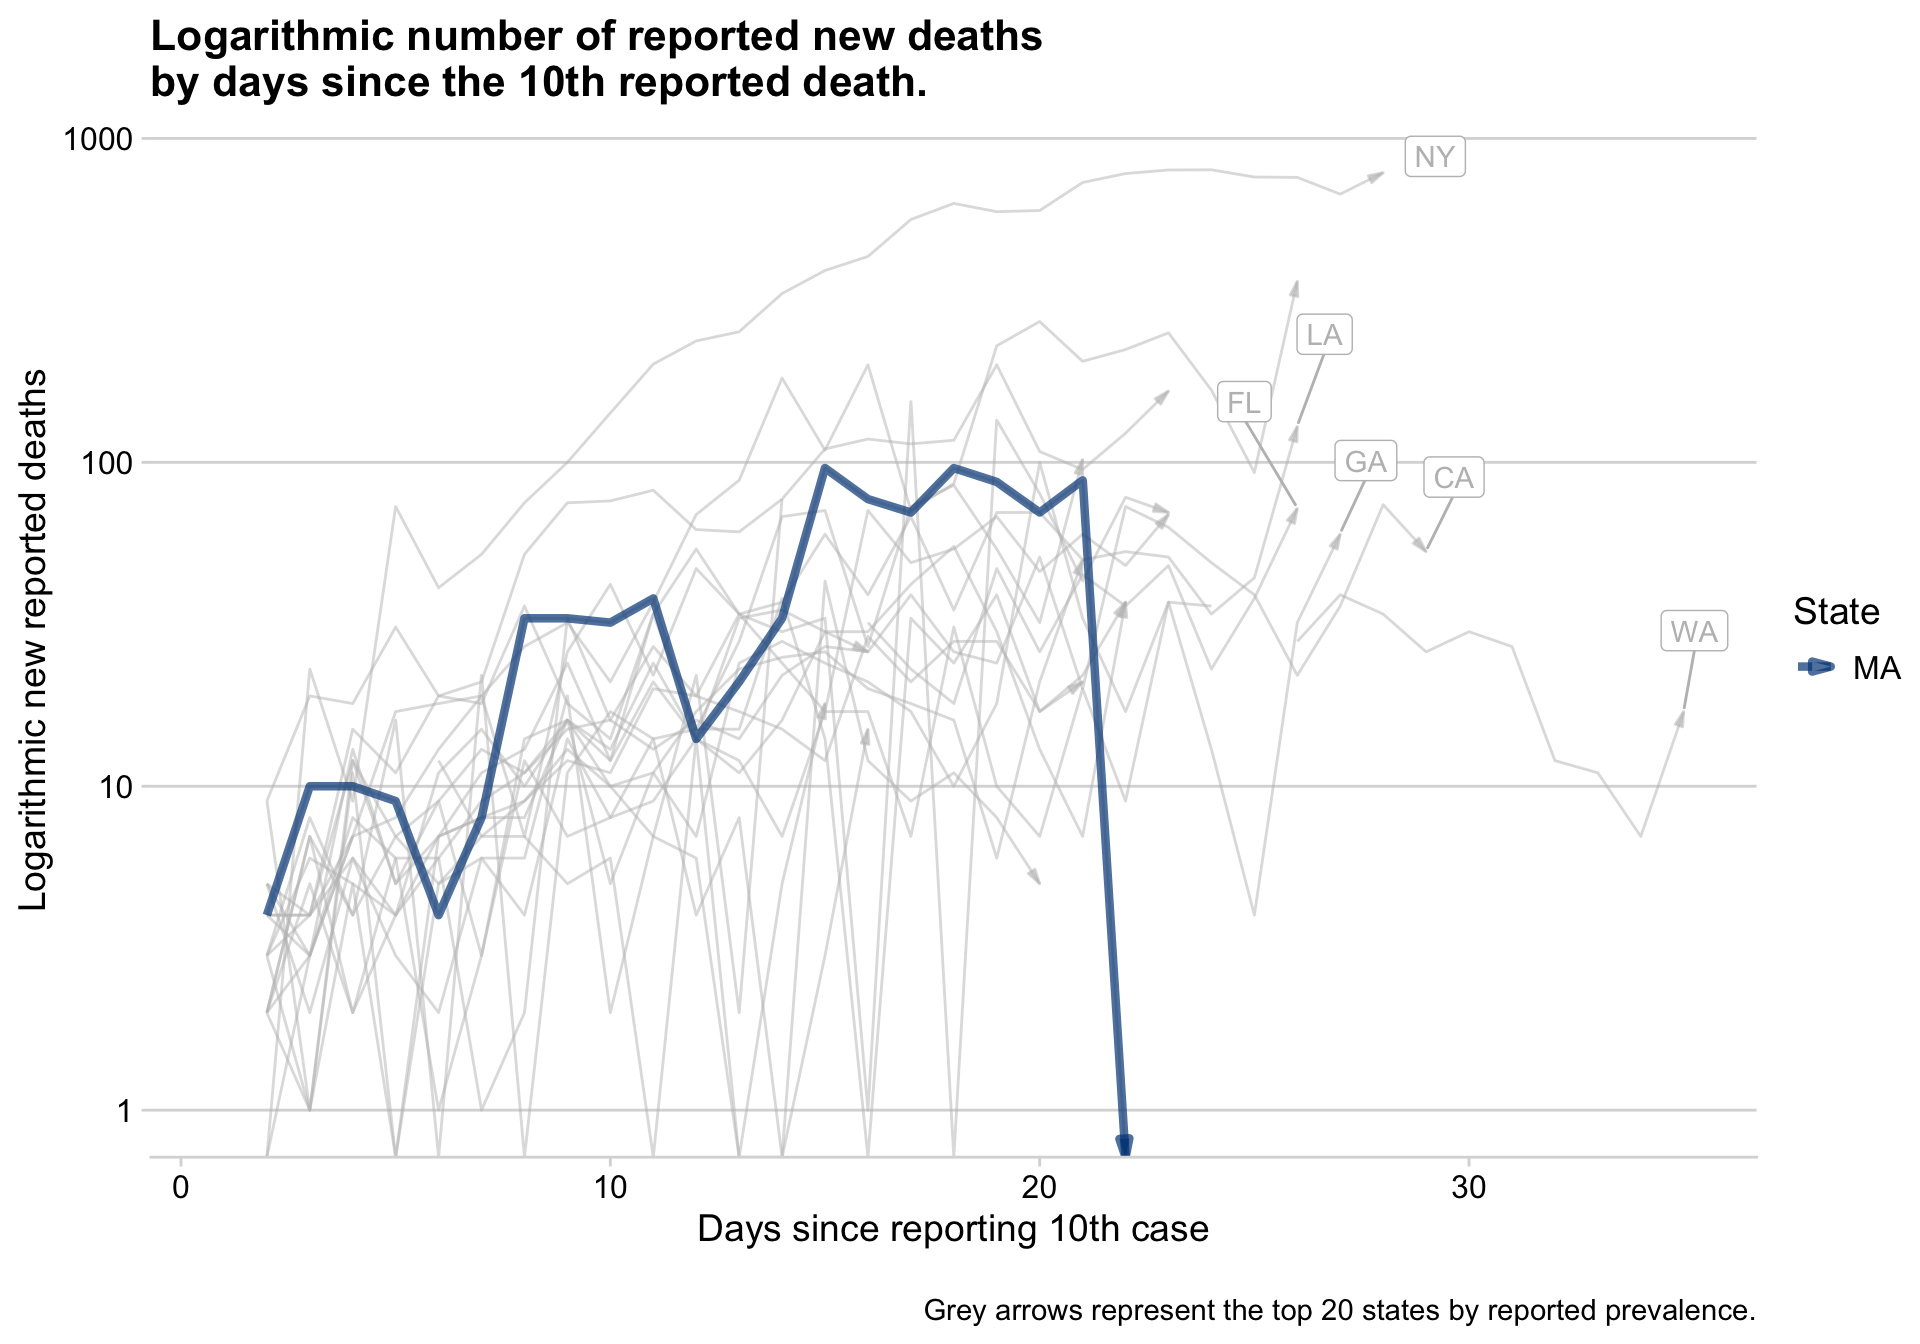 Logarithmic number of reported new deaths
by days since the 10th reported death.
Logarithmic new reported deaths
1000
100
10
1
NY
LA
FL
GA
CA
WA
State
MA
0
10
20
30
Days since reporting 10th case
Grey arrows represent the top 20 states by reported prevalence.